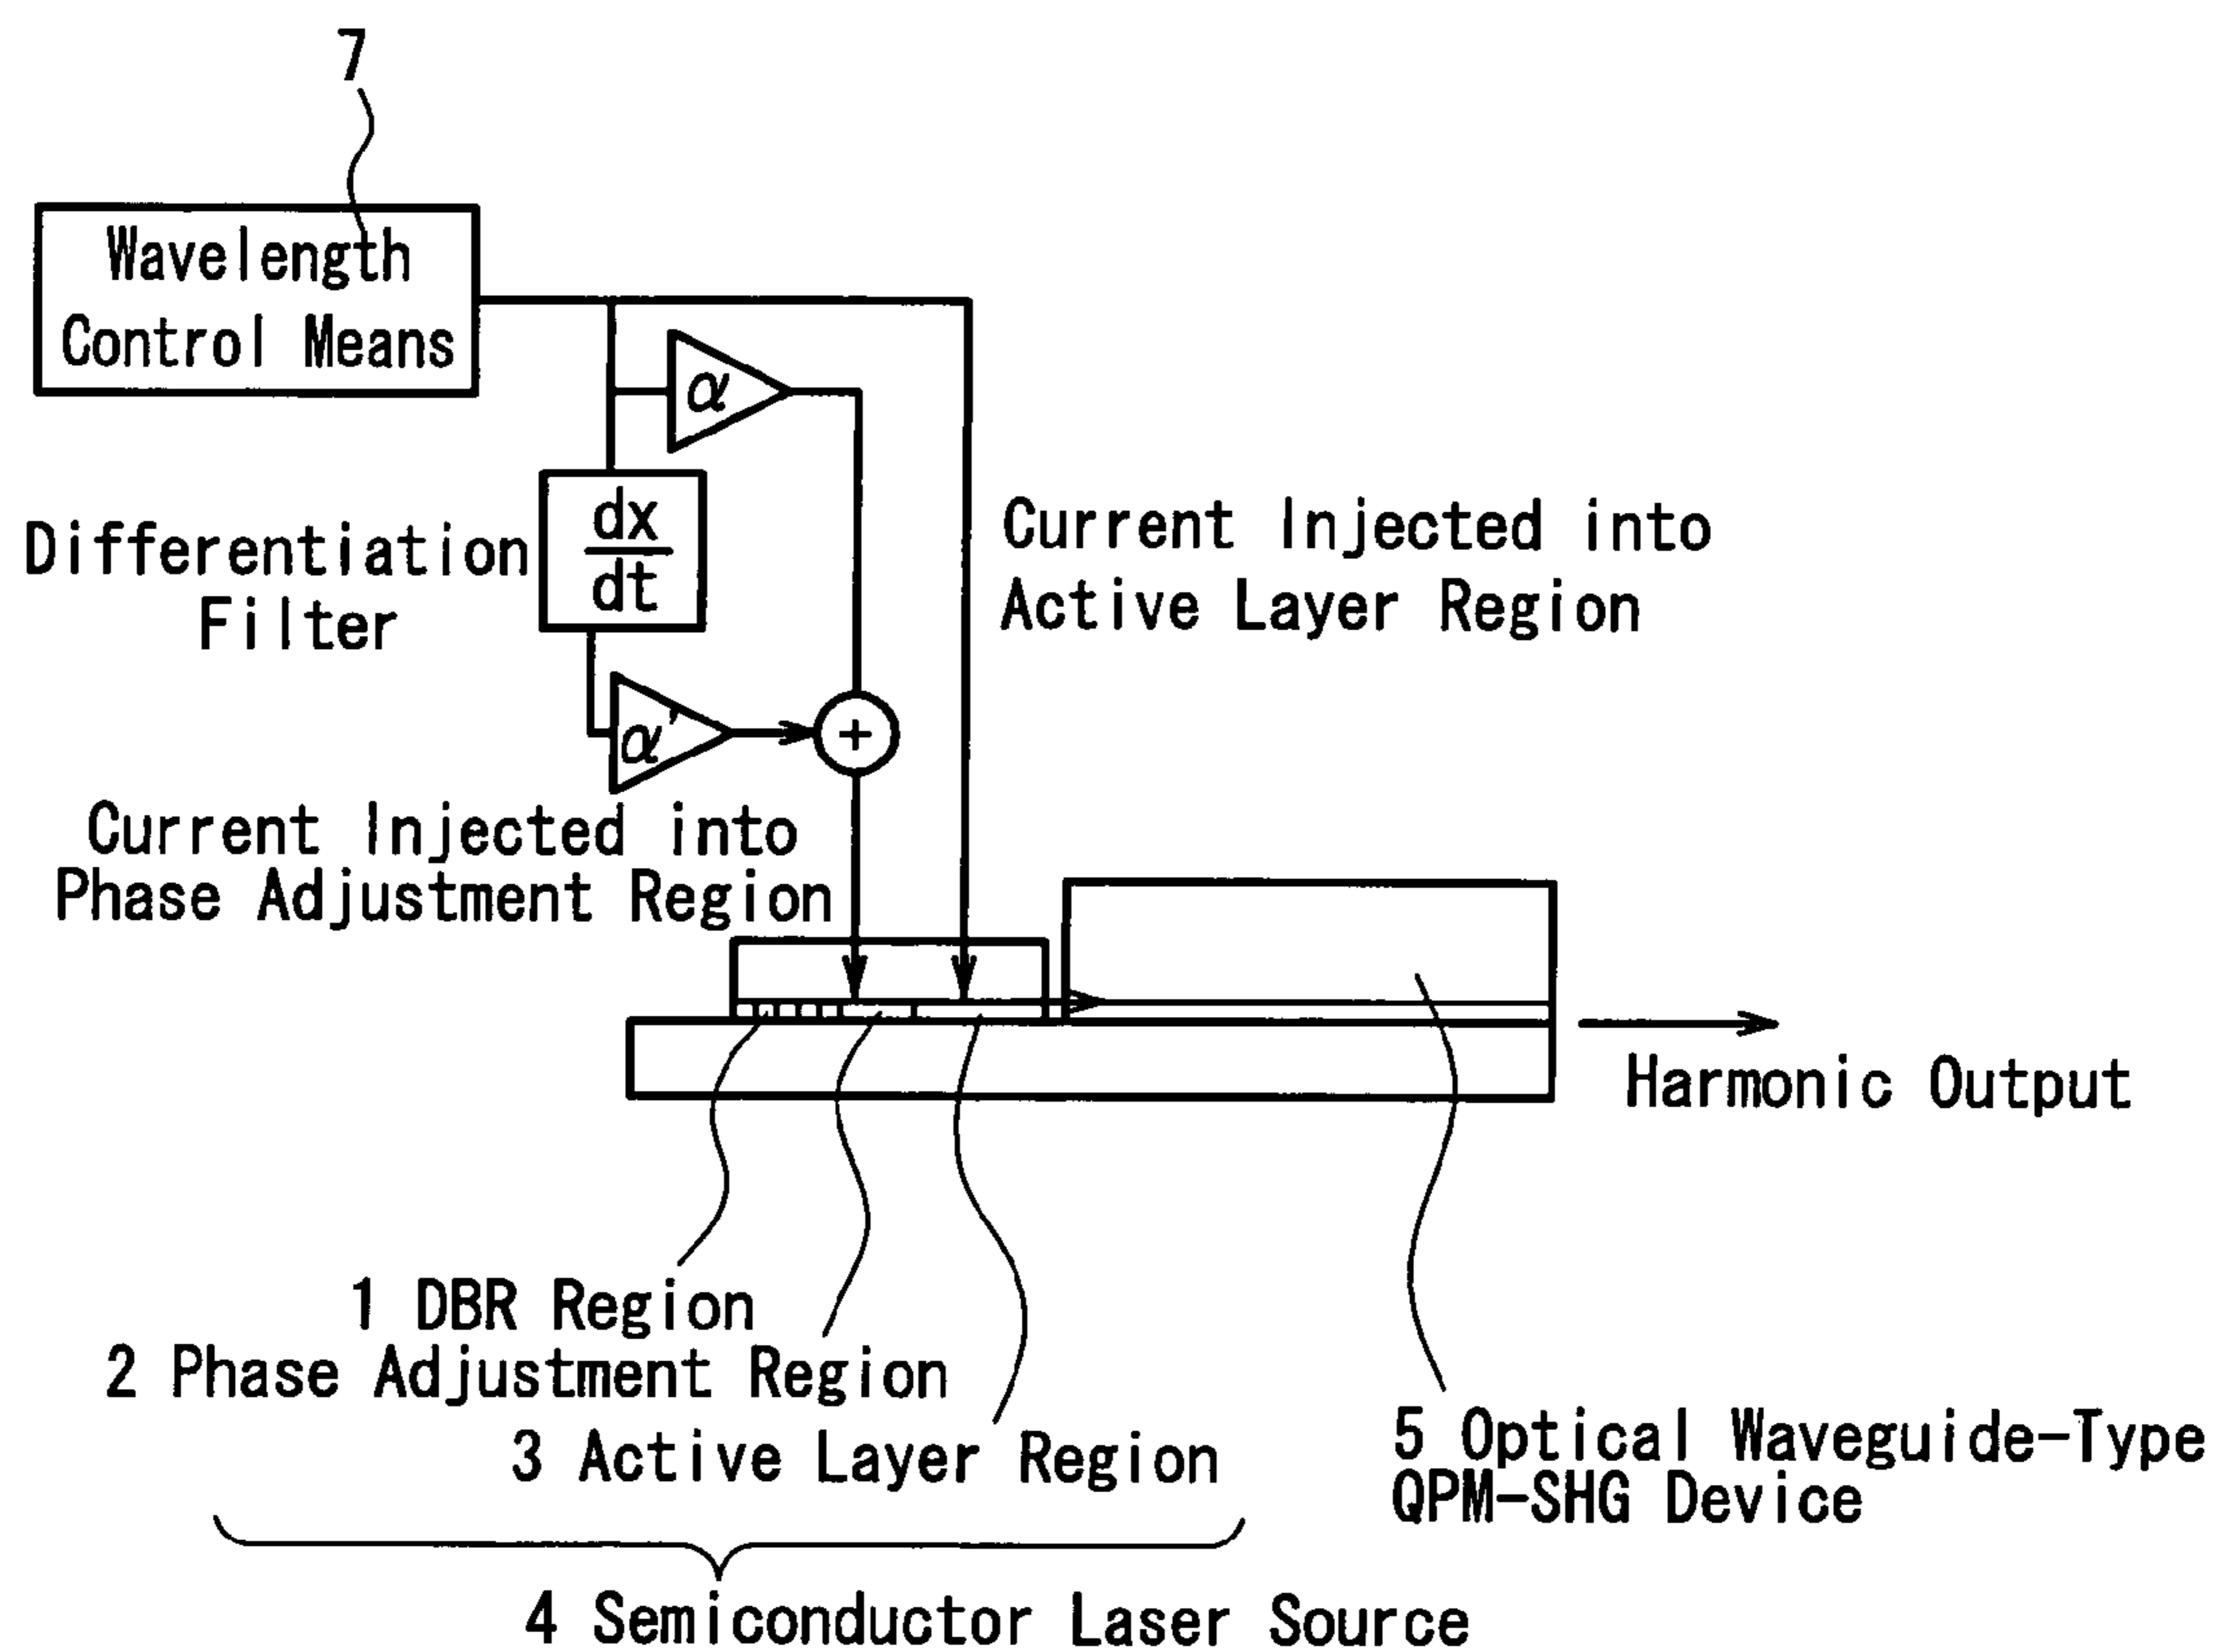 7
Wavelength
Control Means
α
dx
dt
Differentiation
Filter
Current Injected into
Active Layer Region
α'
+
Current Injected into
Phase Adjustment Region
Harmonic Output
1 DBR Region
2 Phase Adjustment Region
3 Active Layer Region
5 Optical Waveguide-Type
QPM-SHG Device
4 Semiconductor Laser Source